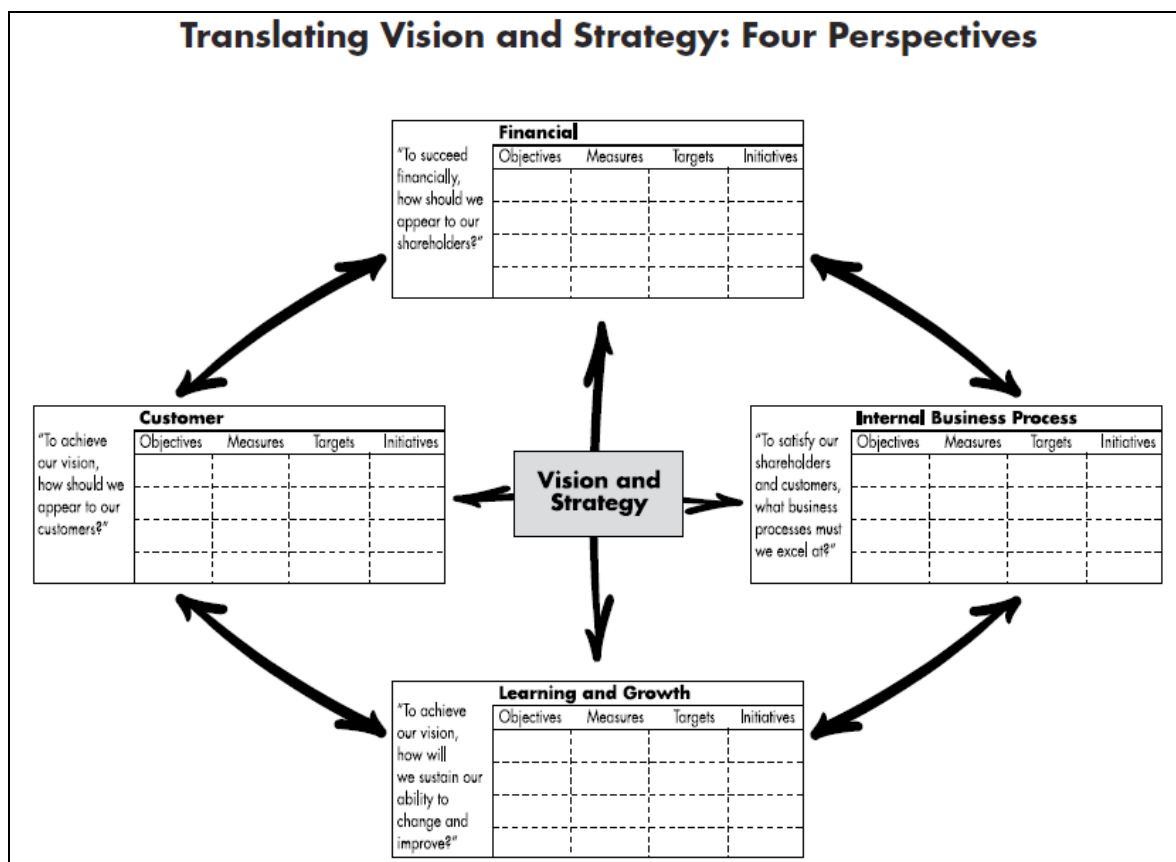 Translating Vision and Strategy: Four Perspectives
Financial
"To succeed
financially,
how should we
appear to our
shareholders?"
Objectives Measures Targets Initiatives
Customer
"To achieve
our vision,
how should we
appear to our
customers?"
Objectives Measures Targets Initiatives
Vision and
Strategy
Internal Business Process
"To satisfy our
shareholders
and customers,
what business
processes must
we excel at?"
Objectives Measures Targets Initiatives
Learning and Growth
"To achieve
our vision,
how will
we sustain our
ability to
change and
improve?"
Objectives Measures Targets Initiatives